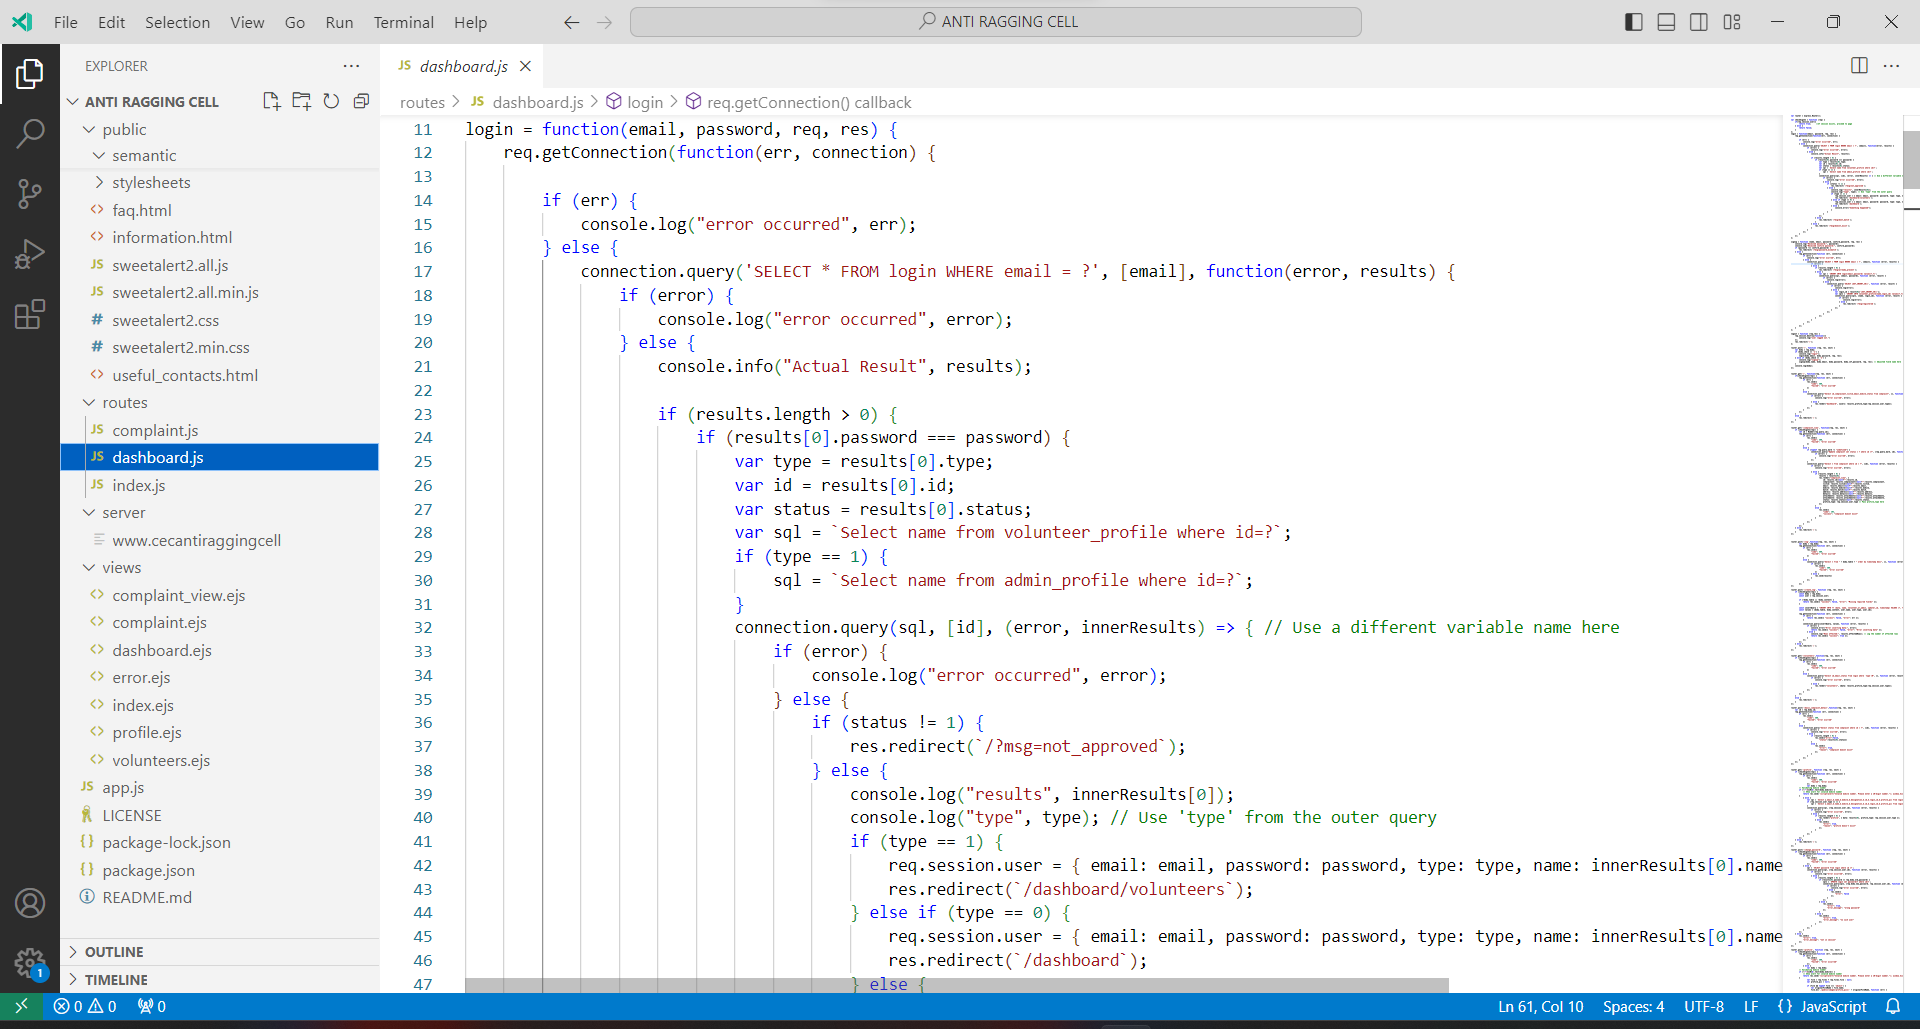 File Edit Selection View Go Run Terminal Help
ANTI RAGGING CELL
EXPLORER
ANTI RAGGING CELL
public
semantic
stylesheets
faq.html
information.html
sweetalert2.all.js
sweetalert2.all.min.js
sweetalert2.css
sweetalert2.min.css
useful_contacts.html
routes
complaint.js
dashboard.js
index.js
server
www.cecantiraggingcell
views
complaint_view.ejs
complaint.ejs
dashboard.ejs
error.ejs
index.ejs
profile.ejs
volunteers.ejs
app.js
LICENSE
package-lock.json
package.json
README.md
OUTLINE
TIMELINE
JS dashboard.js
routes > JS dashboard.js > login > req.getConnection() callback
11 login = function(email, password, req, res) {
12 req.getConnection(function(err, connection) {
13
14 if (err) {
15 console.log("error occurred", err);
16 } else {
17 connection.query('SELECT * FROM login WHERE email = ?', [email], function(error, results) {
18 if (error) {
19 console.log("error occurred", error);
20 } else {
21 console.info("Actual Result", results);
22
23 if (results.length > 0) {
24 if (results[0].password === password) {
25 var type = results[0].type;
26 var id = results[0].id;
27 var status = results[0].status;
28 var sql = `Select name from volunteer_profile where id=?`;
29 if (type == 1) {
30 sql = `Select name from admin_profile where id=?`;
31 }
32 connection.query(sql, [id], (error, innerResults) => { // Use a different variable name here
33 if (error) {
34 console.log("error occurred", error);
35 } else {
36 if (status != 1) {
37 res.redirect(`/?msg=not_approved`);
38 } else {
39 console.log("results", innerResults[0]);
40 console.log("type", type); // Use 'type' from the outer query
41 if (type == 1) {
42 req.session.user = { email: email, password: password, type: type, name: innerResults[0].name
43 res.redirect(`/dashboard/volunteers`);
44 } else if (type == 0) {
45 req.session.user = { email: email, password: password, type: type, name: innerResults[0].name
46 res.redirect(`/dashboard`);
47 } else {
0 0 0 Ln 61, Col 10 Spaces: 4 UTF-8 LF {} JavaScript
1